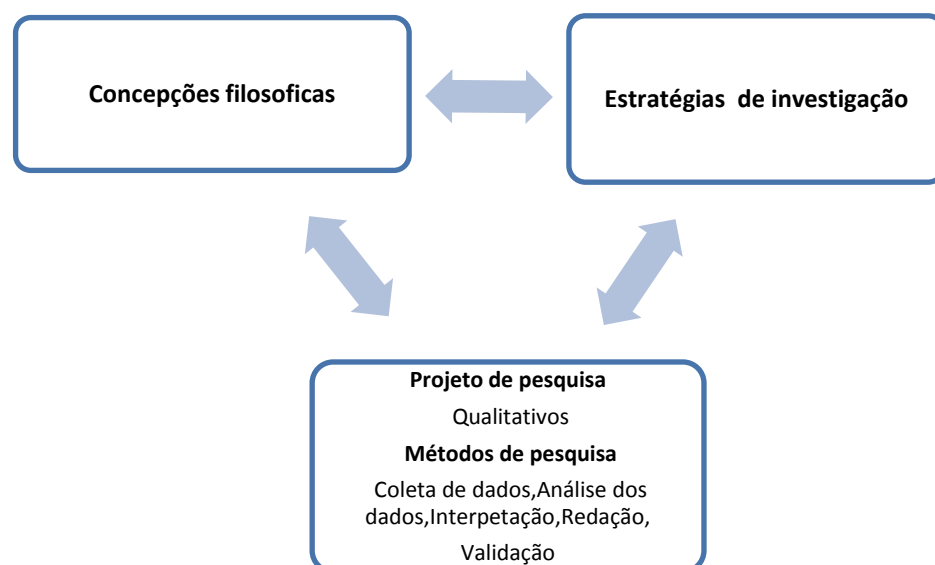 Concepções filosoficas
Estratégias de investigação
Projeto de pesquisa
Qualitativos
Métodos de pesquisa
Coleta de dados,Análise dos
dados,Interpetação,Redação,
Validação